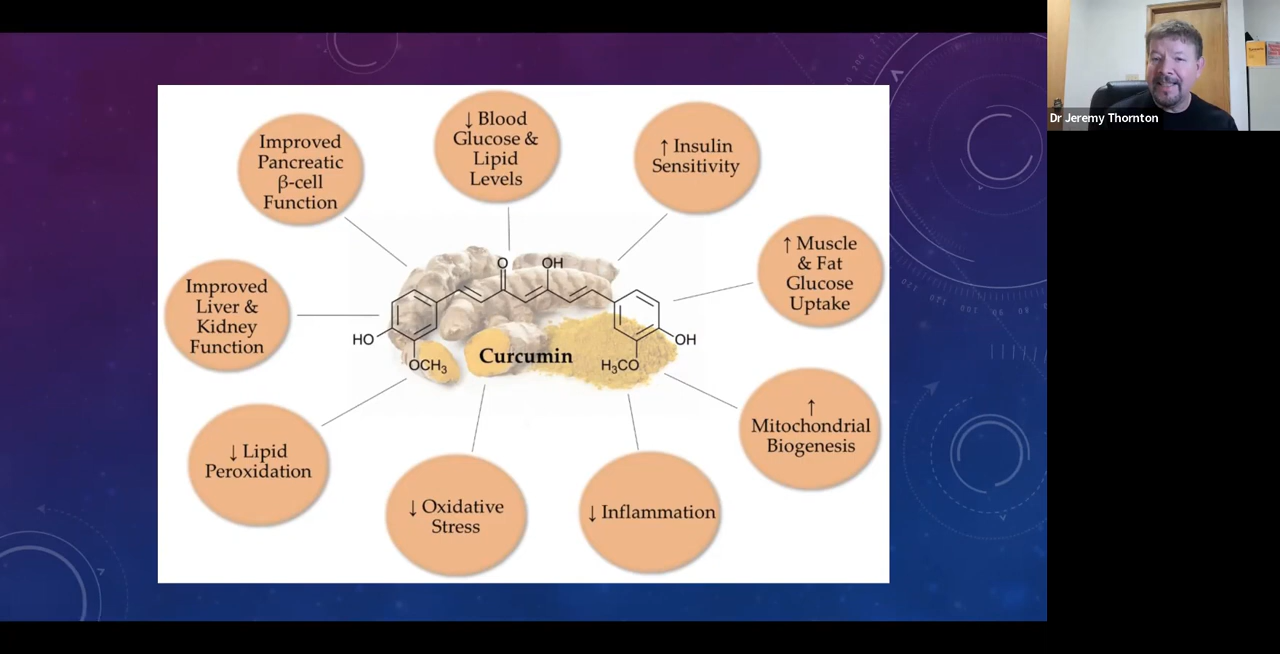 Dr Jeremy Thornton
Improved
Pancreatic
β-cell
Function
↓ Blood
Glucose &
Lipid
Levels
↑ Insulin
Sensitivity
↑ Muscle
& Fat
Glucose
Uptake
Improved
Liver &
Kidney
Function
O
OH
HO
OCH₃
Curcumin
H₃CO
OH
↑
Mitochondrial
Biogenesis
↓ Lipid
Peroxidation
↓ Oxidative
Stress
↓ Inflammation